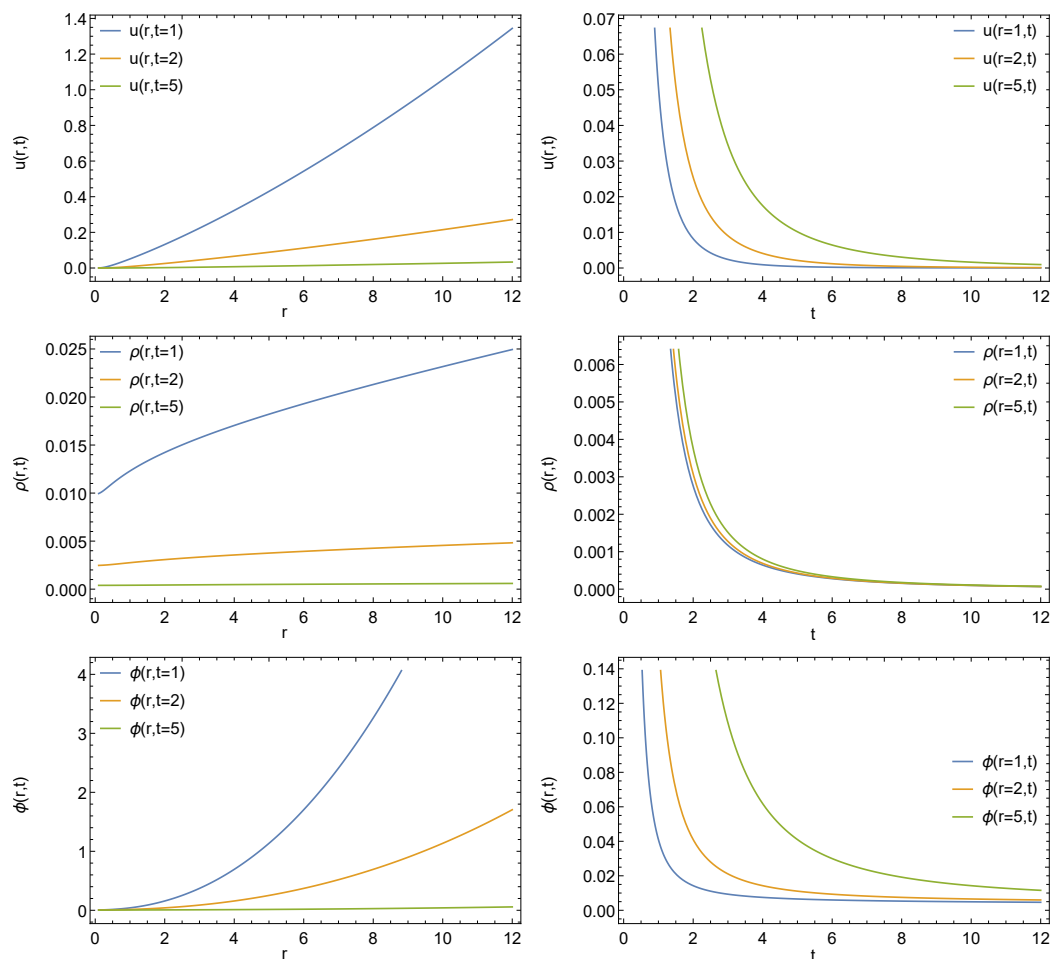 u(r,t)
1.4
1.2
1.0
0.8
0.6
0.4
0.2
0.0
u(r,t=1)
u(r,t=2)
u(r,t=5)
0 2 4 6 8 10 12
r
u(r,t)
0.07
0.06
0.05
0.04
0.03
0.02
0.01
0.00
u(r=1,t)
u(r=2,t)
u(r=5,t)
0 2 4 6 8 10 12
t
ρ(r,t)
0.025
0.020
0.015
0.010
0.005
0.000
ρ(r,t=1)
ρ(r,t=2)
ρ(r,t=5)
0 2 4 6 8 10 12
r
ρ(r,t)
0.006
0.005
0.004
0.003
0.002
0.001
0.000
ρ(r=1,t)
ρ(r=2,t)
ρ(r=5,t)
0 2 4 6 8 10 12
t
ϕ(r,t)
4
3
2
1
0
ϕ(r,t=1)
ϕ(r,t=2)
ϕ(r,t=5)
0 2 4 6 8 10 12
r
ϕ(r,t)
0.14
0.12
0.10
0.08
0.06
0.04
0.02
0.00
ϕ(r=1,t)
ϕ(r=2,t)
ϕ(r=5,t)
0 2 4 6 8 10 12
t